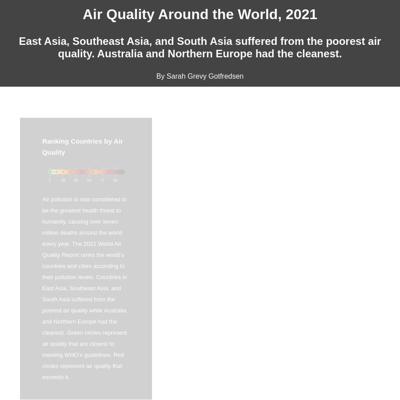 Air Quality Around the World, 2021
East Asia, Southeast Asia, and South Asia suffered from the poorest air
quality. Australia and Northern Europe had the cleanest.
By Sarah Grevy Gotfredsen
Ranking Countries by Air
Quality
Air pollution is now considered to
be the greatest health threat to
humanity, causing over seven
million deaths around the world
every year. The 2021 World Air
Quality Report ranks the world's
countries and cities according to
their pollution levels. Countries in
East Asia, Southeast Asia, and
South Asia suffered from the
poorest air quality while Australia
and Northern Europe had the
cleanest. Green circles represent
air quality that are closest to
meeting WHO's guidelines. Red
circles represent air quality that
exceeds it.